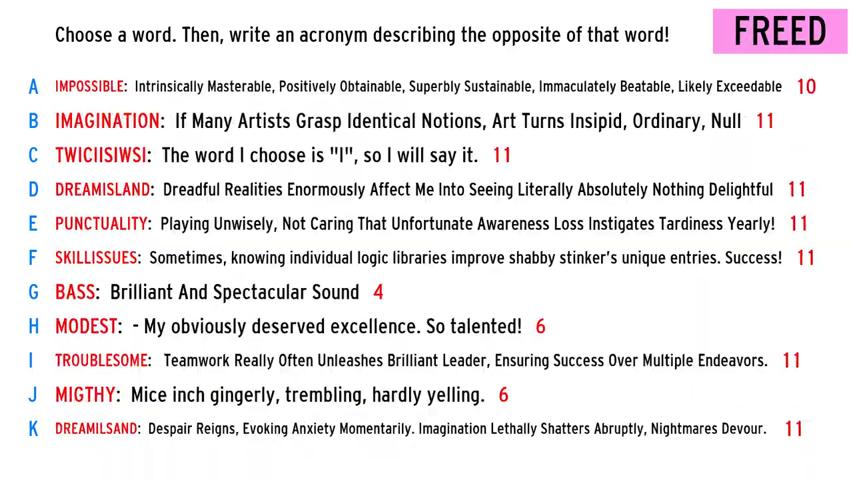 Choose a word. Then, write an acronym describing the opposite of that word!
FREED
A IMPOSSIBLE: Intrinsically Masterable, Positively Obtainable, Superbly Sustainable, Immaculately Beatable, Likely Exceedable 10
B IMAGINATION: If Many Artists Grasp Identical Notions, Art Turns Insipid, Ordinary, Null 11
C TWICIISIWSI: The word I choose is "I", so I will say it. 11
D DREAMISLAND: Dreadful Realities Enormously Affect Me Into Seeing Literally Absolutely Nothing Delightful 11
E PUNCTUALITY: Playing Unwisely, Not Caring That Unfortunate Awareness Loss Instigates Tardiness Yearly! 11
F SKILLISSUES: Sometimes, knowing individual logic libraries improve shabby stinker's unique entries. Success! 11
G BASS: Brilliant And Spectacular Sound 4
H MODEST: - My obviously deserved excellence. So talented! 6
I TROUBLESOME: Teamwork Really Often Unleashes Brilliant Leader, Ensuring Success Over Multiple Endeavors. 11
J MIGTHY: Mice inch gingerly, trembling, hardly yelling. 6
K DREAMILSAND: Despair Reigns, Evoking Anxiety Momentarily. Imagination Lethally Shatters Abruptly, Nightmares Devour. 11